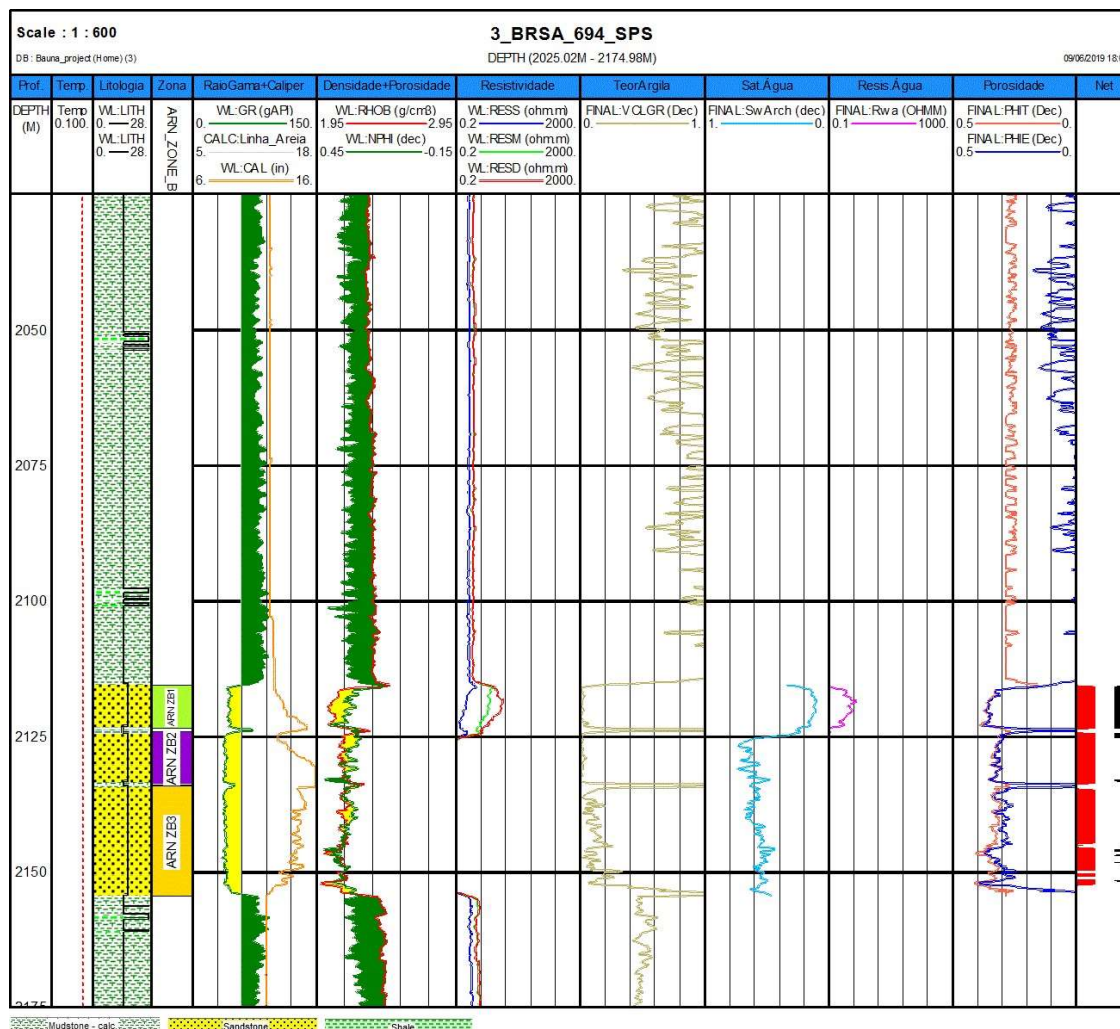 Scale : 1 : 600
3_BRSA_694_SPS
DB : Bauna_project (Home) (3)
DEPTH (2025.02M - 2174.98M)
Prof. Temp. Litologia Zona RaioGama+Caliper Densidade+Porosidade Resistividade TeorArgila Sat.Água Resis.Água Porosidade Net
DEPTH (M)
Temp 0. 100.
WL:LITH
0. 28.
WL:LITH
0. 28.
ARN_ZONE_B
WL:GR (gAPI)
0. 150.
CALC:Linha_Areia
5. 18.
WL:CAL (in)
6. 16.
WL:RHOB (g/cmß)
1.95 2.95
WL:NPHI (dec)
0.45 -0.15
WL:RESS (ohm.m)
0.2 2000.
WL:RESM (ohm.m)
0.2 2000.
WL:RESD (ohm.m)
0.2 2000.
FINAL:VCLGR (Dec)
0. 1.
FINAL:SwArch (dec)
1. 0.
FINAL:Rwa (OHMM)
0.1 1000.
FINAL:PHIT (Dec)
0.5 0.
FINAL:PHIE (Dec)
0.5 0.
2050
2075
2100
ARN ZB1
2125
ARN ZB2
ARN ZB3
2150
2175
Mudstone - calc.
Sandstone
Shale